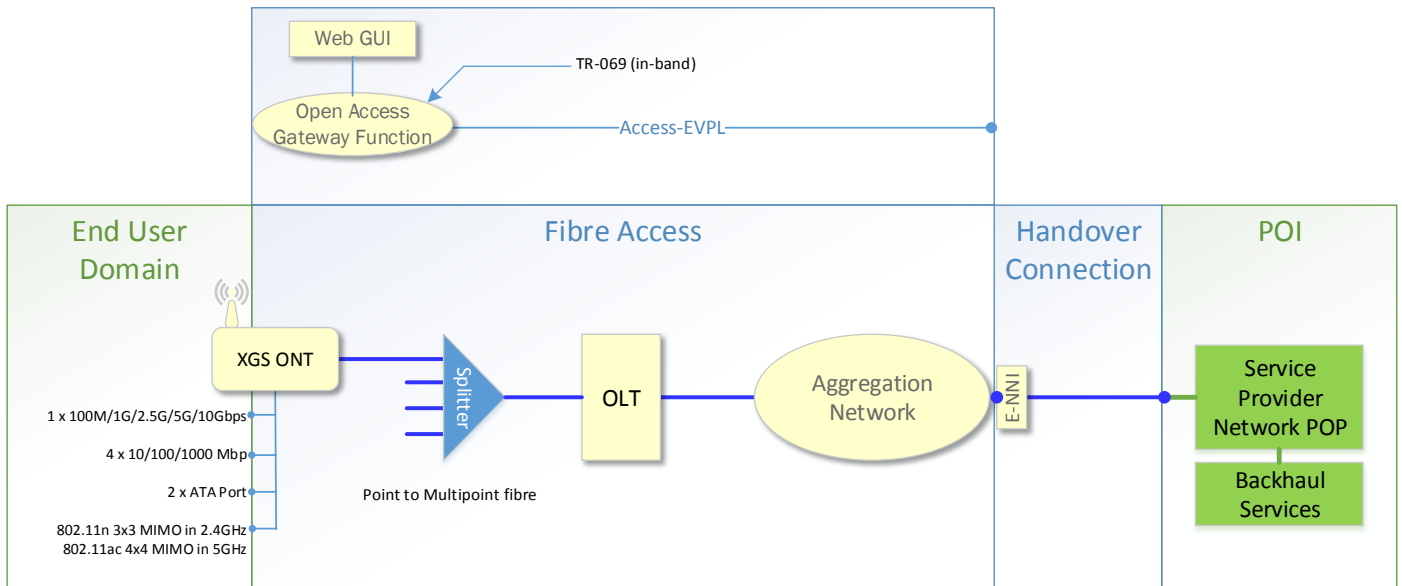 Web GUI
TR-069 (in-band)
Open Access
Gateway Function
Access-EVPL
End User
Domain
Fibre Access
Handover
Connection
POI
XGS ONT
Splitter
OLT
Aggregation
Network
E-NNI
Service
Provider
Network POP
Backhaul
Services
1 x 100M/1G/2.5G/5G/10Gbps
4 x 10/100/1000 Mbp
2 x ATA Port
802.11n 3x3 MIMO in 2.4GHz
802.11ac 4x4 MIMO in 5GHz
Point to Multipoint fibre